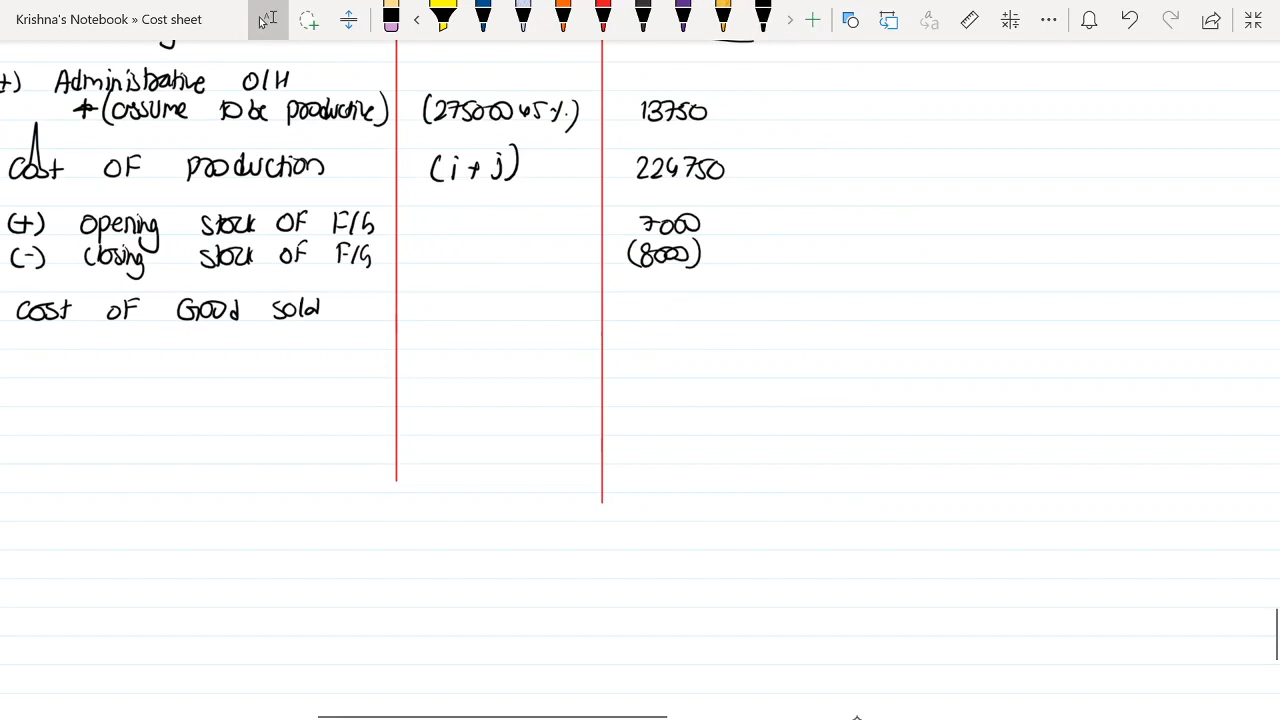 Krishna's Notebook » Cost sheet
+) Administrative O/H
+ (assume to be productive) (275000 * 5%) 13750
Cost OF production (i + j) 224750
(+) opening stock OF F/G 7000
(-) closing stock OF F/G (8000)
Cost OF Good sold